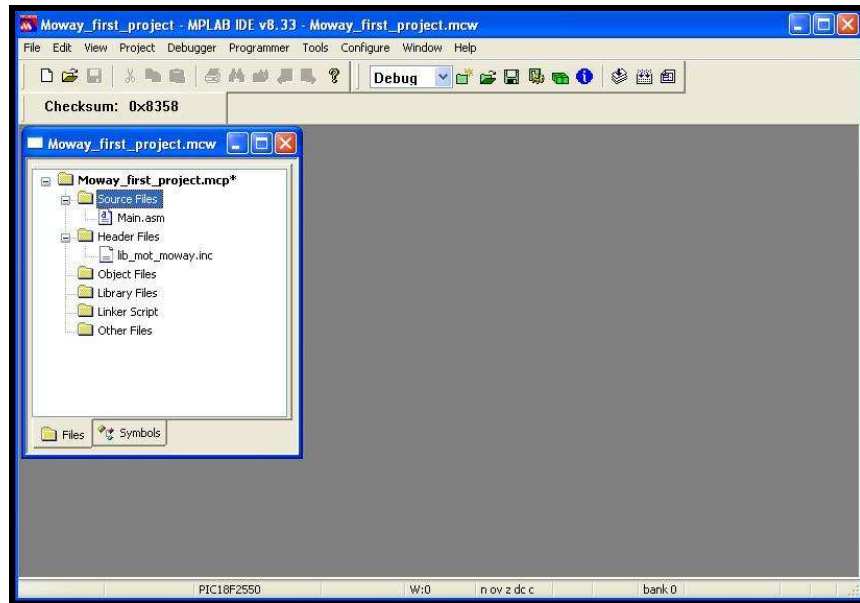 Moway_first_project - MPLAB IDE v8.33 - Moway_first_project.mcw
File Edit View Project Debugger Programmer Tools Configure Window Help
Debug
Checksum: 0x8358
Moway_first_project.mcw
Moway_first_project.mcp*
Source Files
Main.asm
Header Files
lib_mot_moway.inc
Object Files
Library Files
Linker Script
Other Files
Files Symbols
PIC18F2550 W:0 n ov z dc c bank 0